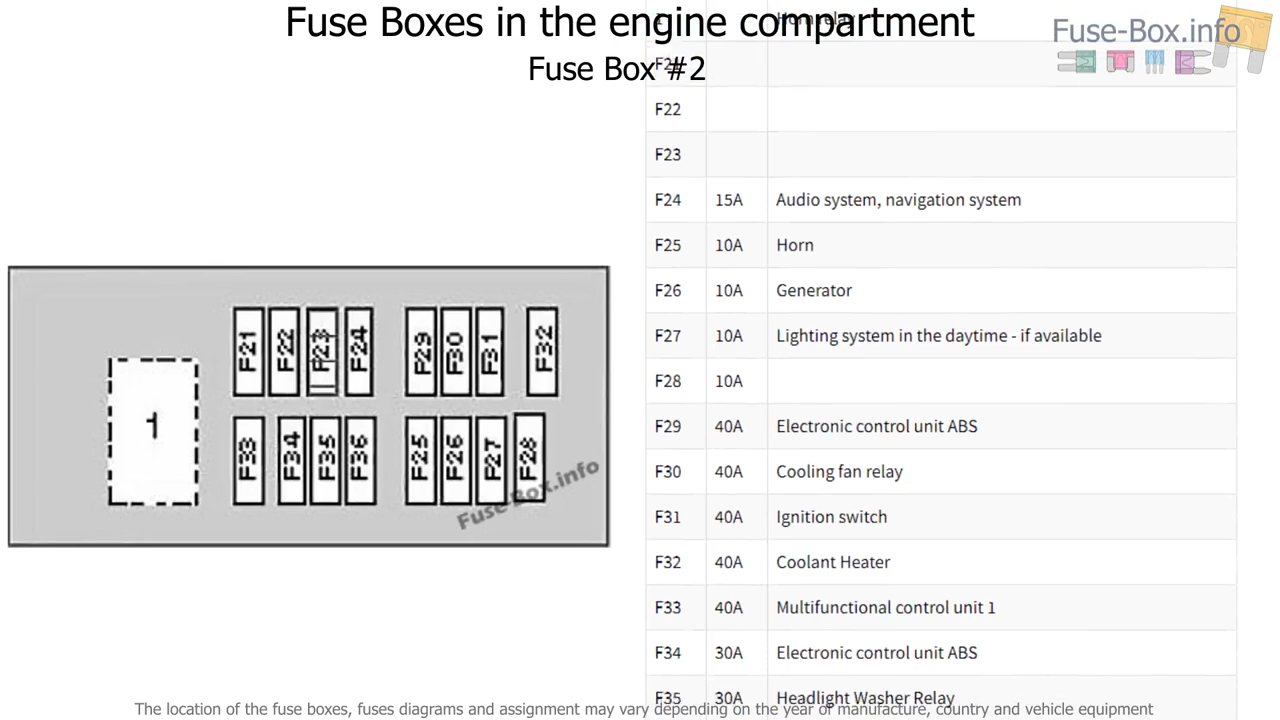 Fuse Boxes in the engine compartment
Fuse Box #2
Fuse-Box.info
1 Horn relay
F21
F22
F23
F24 15A Audio system, navigation system
F25 10A Horn
F26 10A Generator
F27 10A Lighting system in the daytime - if available
F28 10A
F29 40A Electronic control unit ABS
F30 40A Cooling fan relay
F31 40A Ignition switch
F32 40A Coolant Heater
F33 40A Multifunctional control unit 1
F34 30A Electronic control unit ABS
F35 30A Headlight Washer Relay
F21 F22 F23 F24 F29 F30 F31 F32
1
F33 F34 F35 F36 F25 F26 F27 F28
Fuse-Box.info
The location of the fuse boxes, fuses diagrams and assignment may vary depending on the year of manufacture, country and vehicle equipment